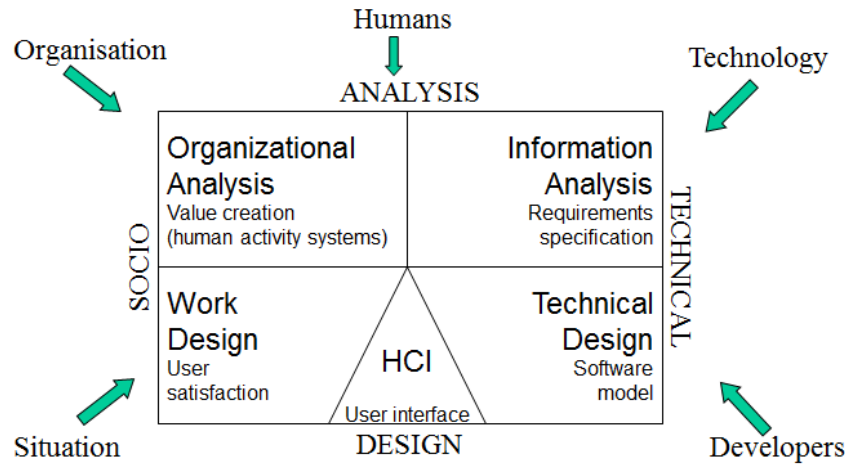 Humans
Organisation
Technology
ANALYSIS
Organizational
Analysis
Value creation
(human activity systems)
Information
Analysis
Requirements
specification
SOCIO
TECHNICAL
Work
Design
User
satisfaction
HCI
User interface
Technical
Design
Software
model
DESIGN
Situation
Developers